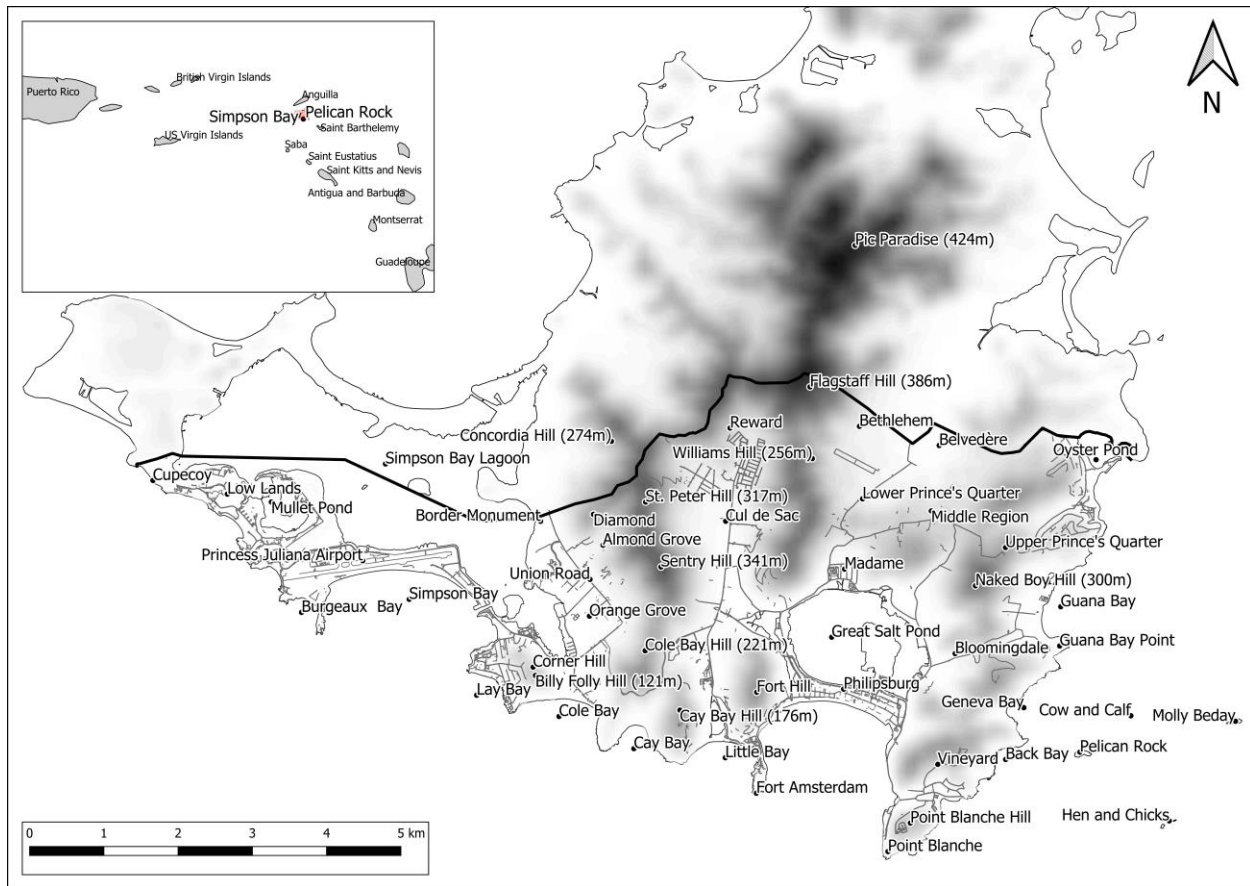 British Virgin Islands
Puerto Rico
Anguilla
Simpson Bay
Pelican Rock
Saint Barthelemy
US Virgin Islands
Saba
Saint Eustatius
Saint Kitts and Nevis
Antigua and Barbuda
Montserrat
Guadeloupe
N
Pic Paradise (424m)
Flagstaff Hill (386m)
Reward
Bethlehem
Concordia Hill (274m)
Belvedère
Williams Hill (256m)
Oyster Pond
Simpson Bay Lagoon
Cupecoy
Low Lands
St. Peter Hill (317m)
Lower Prince's Quarter
Mullet Pond
Border Monument
Diamond
Cul de Sac
Middle Region
Almond Grove
Upper Prince's Quarter
Princess Juliana Airport
Sentry Hill (341m)
Madame
Union Road
Naked Boy Hill (300m)
Simpson Bay
Burgeaux Bay
Guana Bay
Orange Grove
Great Salt Pond
Cole Bay Hill (221m)
Bloomingdale
Guana Bay Point
Corner Hill
Billy Folly Hill (121m)
Fort Hill
Philipsburg
Lay Bay
Geneva Bay
Cow and Calf
Molly Beday
Cole Bay
Cay Bay Hill (176m)
Cay Bay
Little Bay
Back Bay
Pelican Rock
Vineyard
Fort Amsterdam
Point Blanche Hill
Hen and Chicks
Point Blanche
0 1 2 3 4 5 km